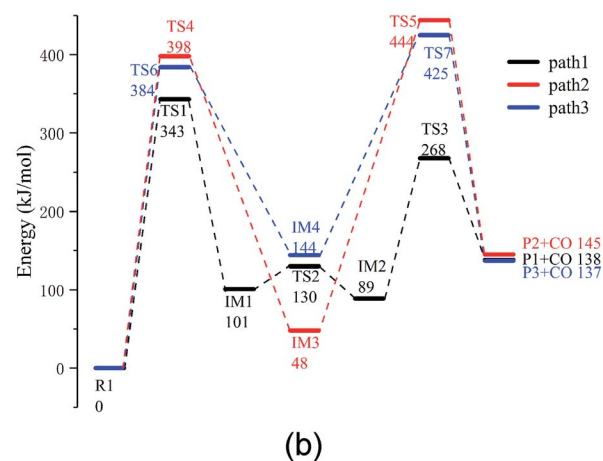 TS4
398
TS5
444
400
TS6
384
TS7
425
path1
path2
path3
TS1
343
300
TS3
268
Energy (kJ/mol)
200
IM4
144
TS2
130
IM2
89
P2+CO 145
P1+CO 138
P3+CO 137
100
IM1
101
IM3
48
0
R1
0
(b)